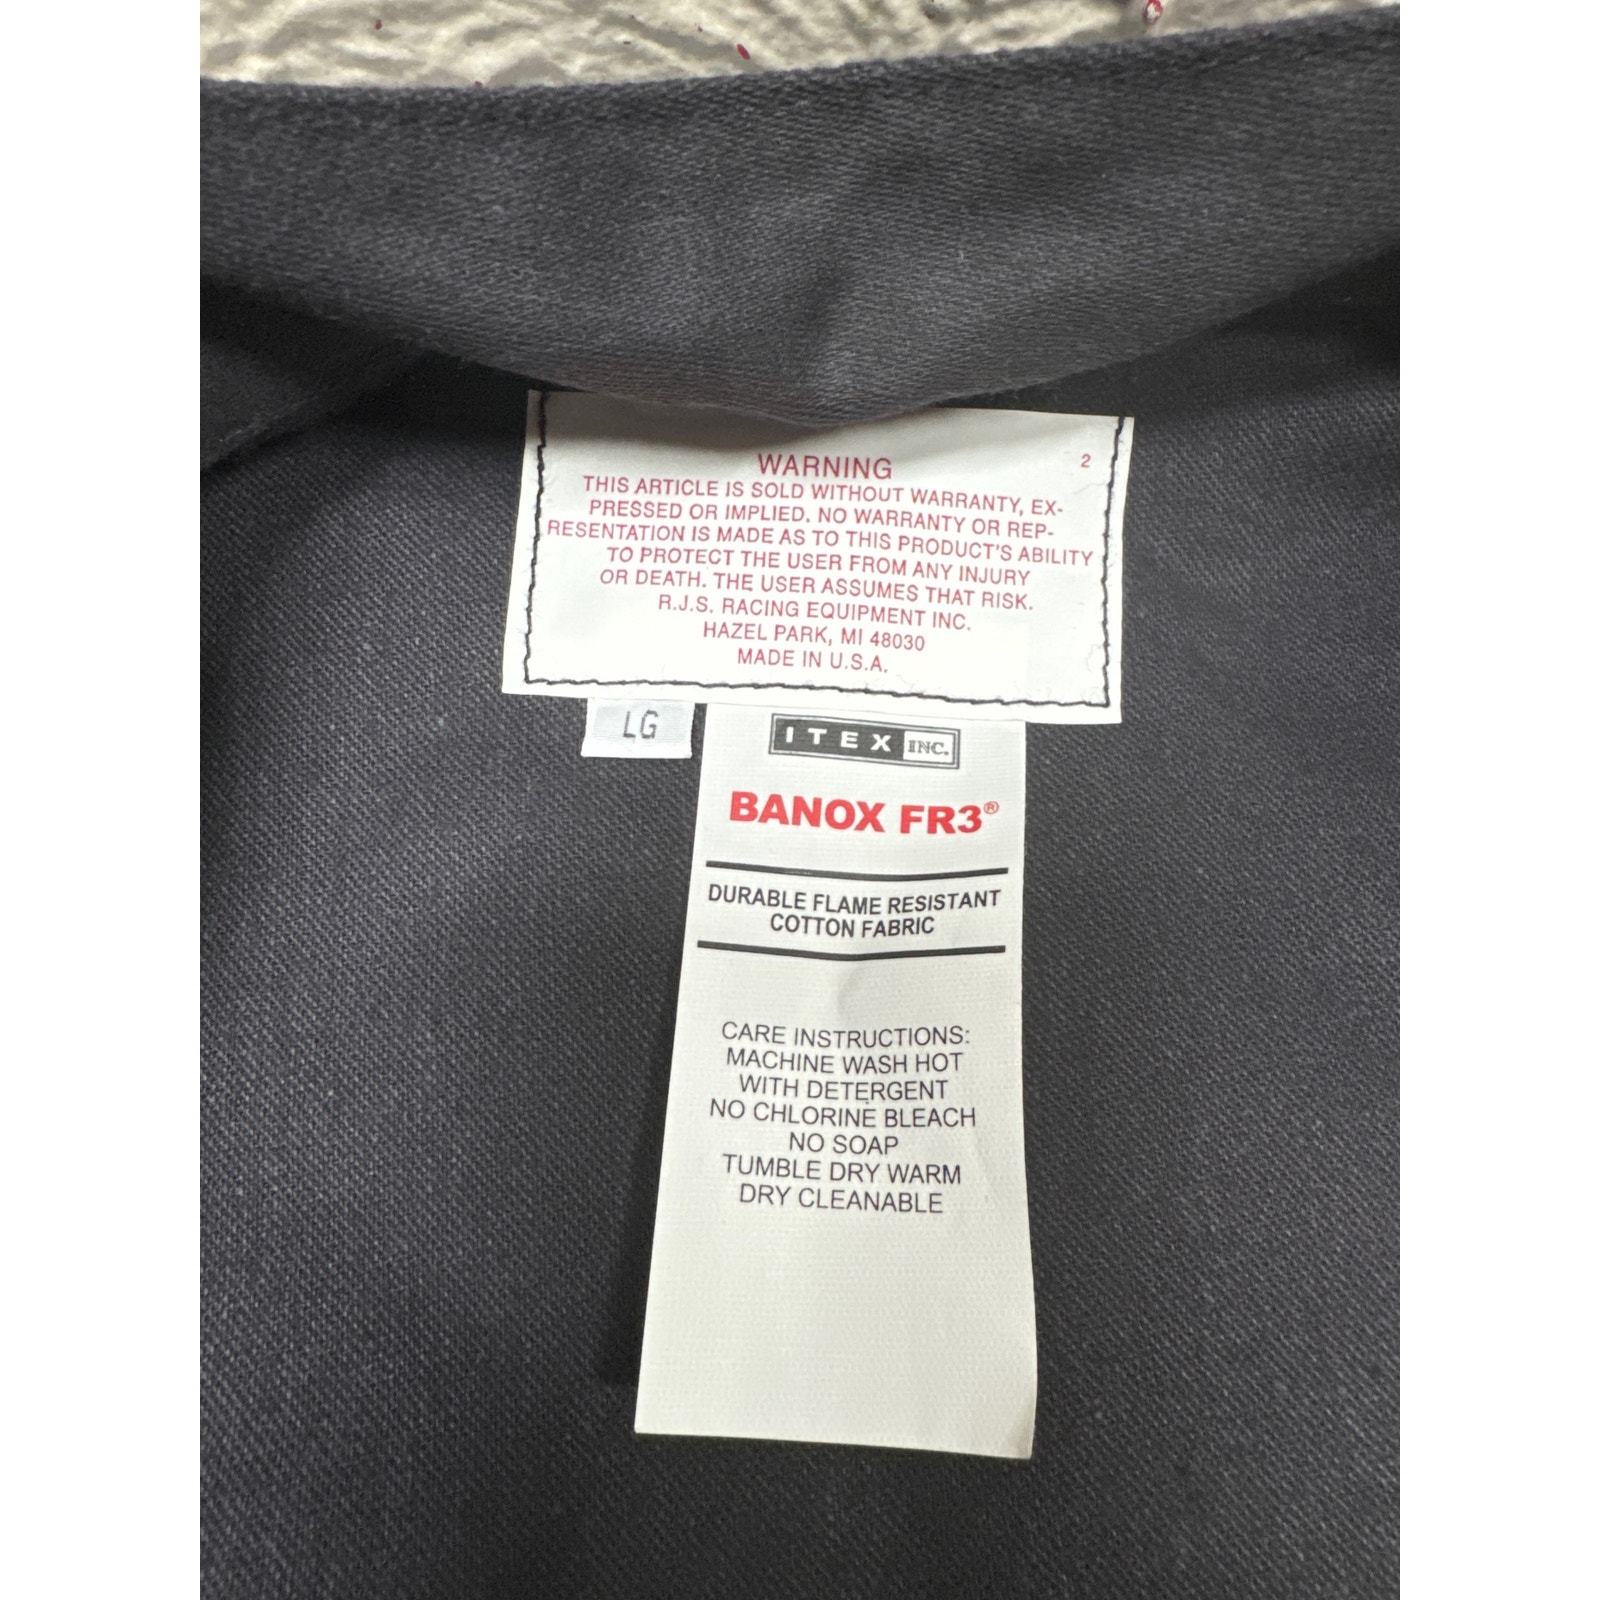 WARNING 2
THIS ARTICLE IS SOLD WITHOUT WARRANTY, EX-
PRESSED OR IMPLIED. NO WARRANTY OR REP-
RESENTATION IS MADE AS TO THIS PRODUCT'S ABILITY
TO PROTECT THE USER FROM ANY INJURY
OR DEATH. THE USER ASSUMES THAT RISK.
R.J.S. RACING EQUIPMENT INC.
HAZEL PARK, MI 48030
MADE IN U.S.A.
LG
ITEX INC.
BANOX FR3®
DURABLE FLAME RESISTANT
COTTON FABRIC
CARE INSTRUCTIONS:
MACHINE WASH HOT
WITH DETERGENT
NO CHLORINE BLEACH
NO SOAP
TUMBLE DRY WARM
DRY CLEANABLE